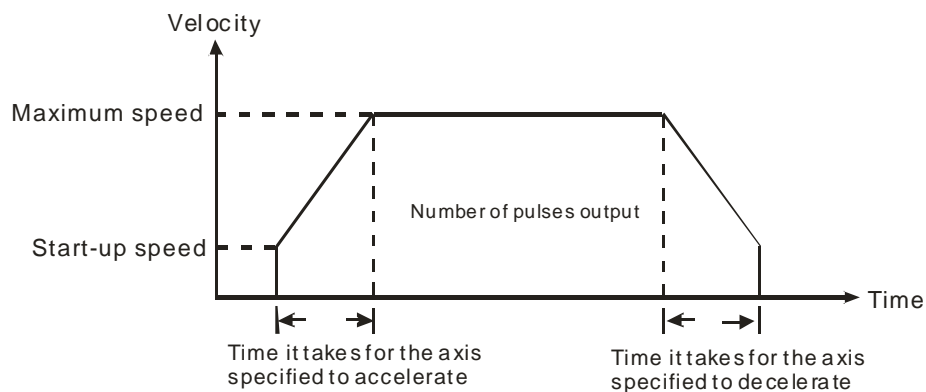 Velocity
Maximum speed
Number of pulses output
Start-up speed
Time
Time it takes for the axis
specified to accelerate
Time it takes for the axis
specified to decelerate